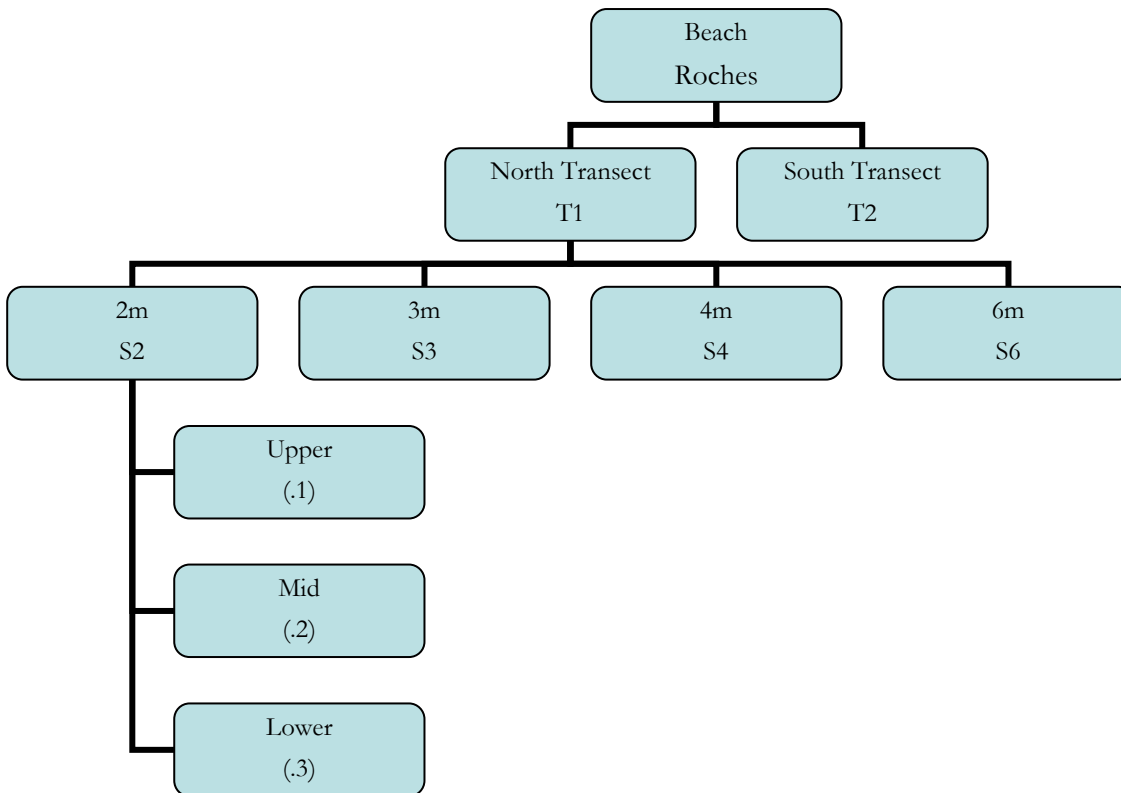 Beach
Roches
North Transect
T1
South Transect
T2
2m
S2
3m
S3
4m
S4
6m
S6
Upper
(.1)
Mid
(.2)
Lower
(.3)